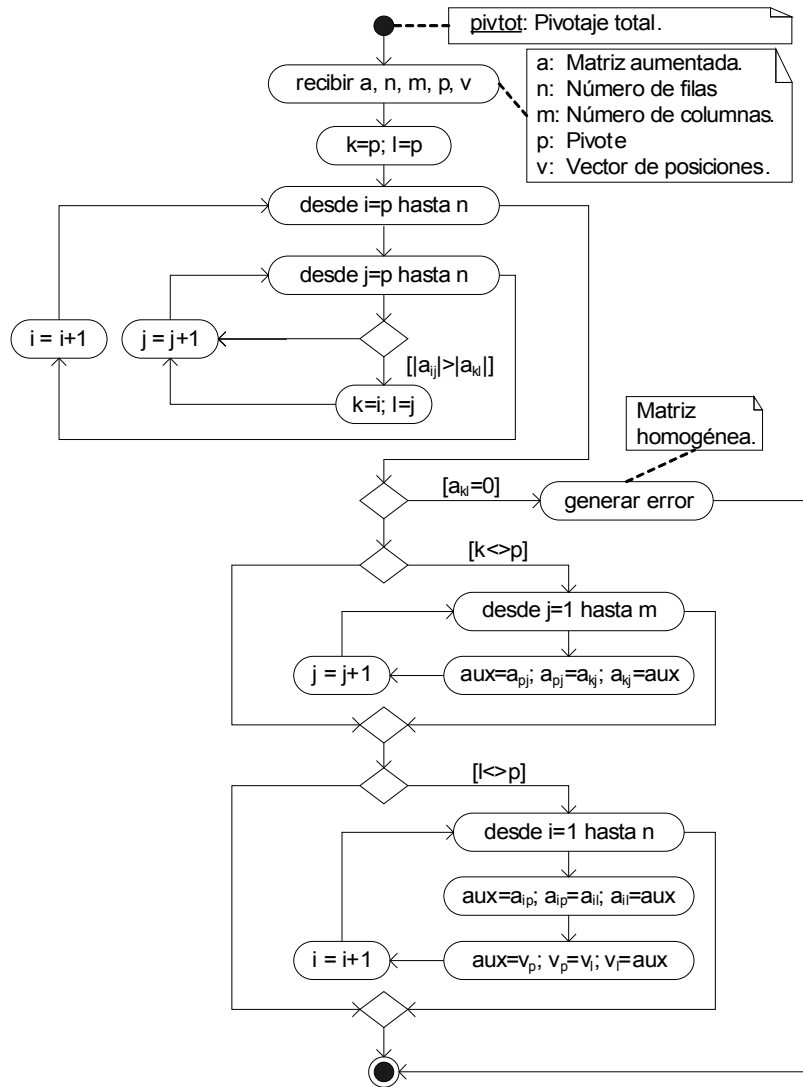 pivtot: Pivotaje total.
recibir a, n, m, p, v
a: Matriz aumentada.
n: Número de filas
m: Número de columnas.
p: Pivote
v: Vector de posiciones.
k=p; l=p
desde i=p hasta n
desde j=p hasta n
i = i+1
j = j+1
[|aij|>|akl|]
k=i; l=j
Matriz
homogénea.
[akl=0]
generar error
[k<>p]
desde j=1 hasta m
j = j+1
aux=apj; apj=akj; akj=aux
[l<>p]
desde i=1 hasta n
aux=aip; aip=ail; ail=aux
i = i+1
aux=vp; vp=vl; vl=aux